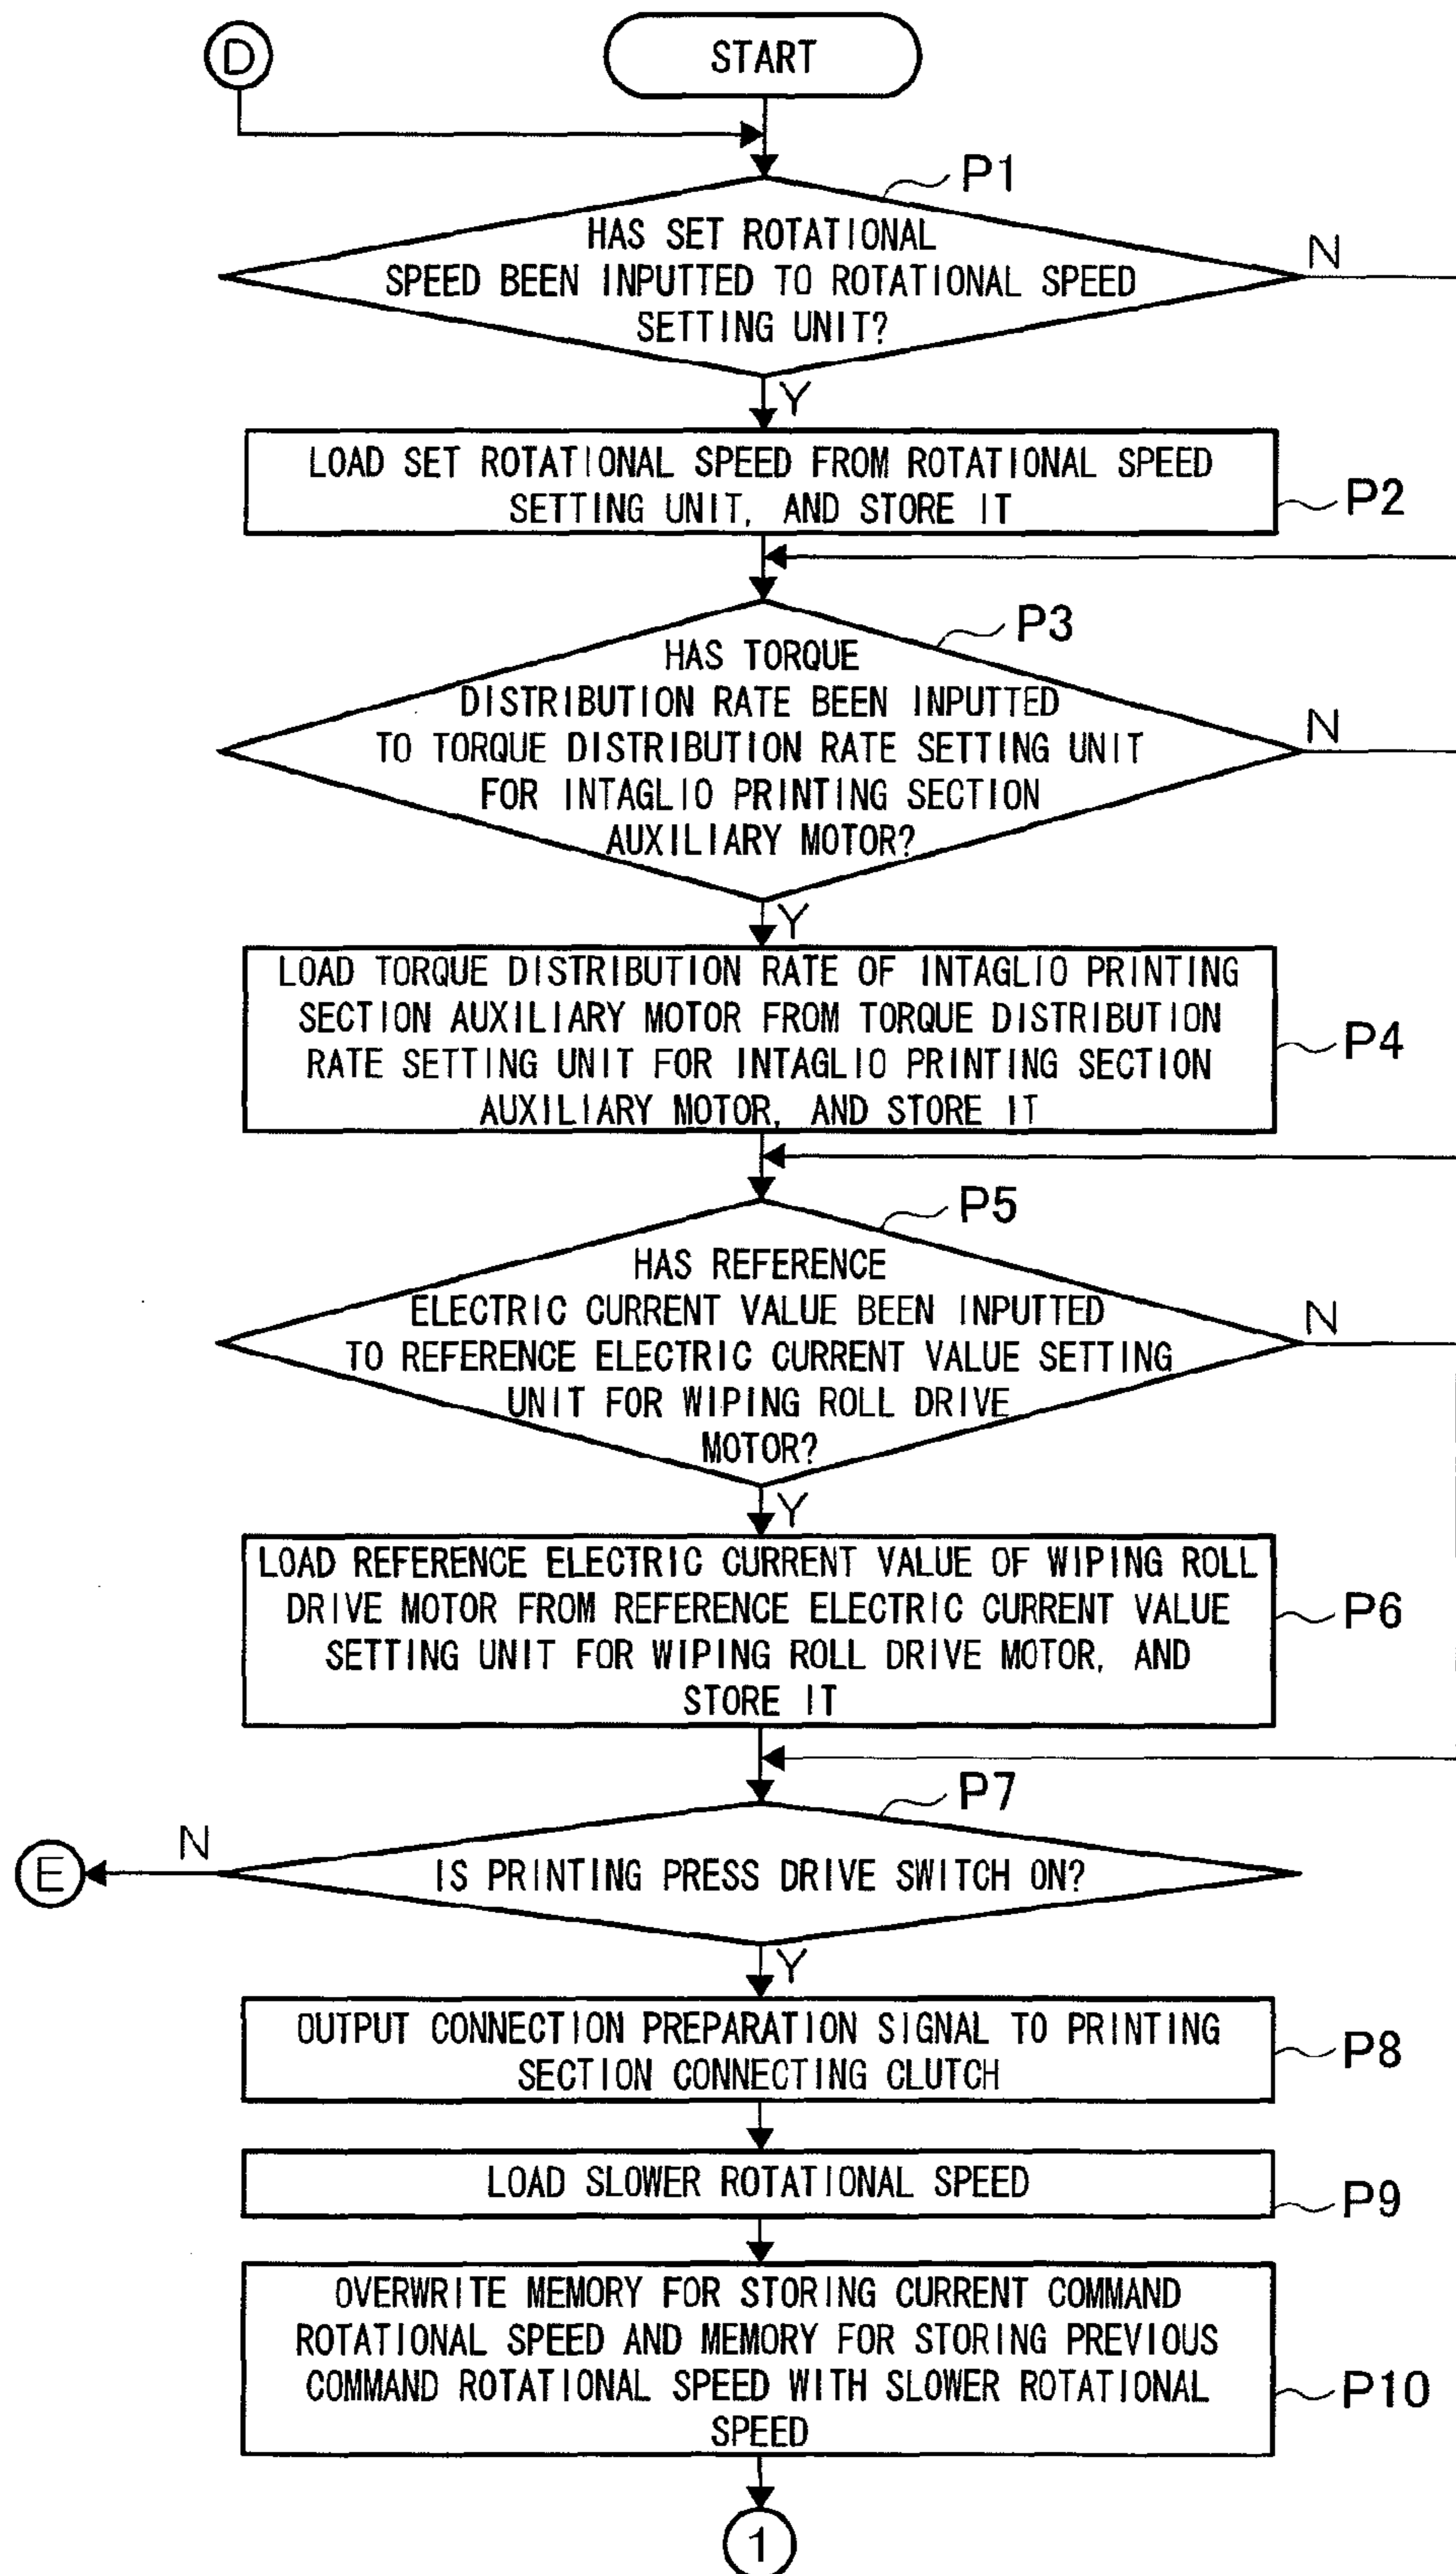 D
START
P1
HAS SET ROTATIONAL
SPEED BEEN INPUTTED TO ROTATIONAL SPEED
SETTING UNIT?
N
Y
LOAD SET ROTATIONAL SPEED FROM ROTATIONAL SPEED
SETTING UNIT, AND STORE IT
P2
P3
HAS TORQUE
DISTRIBUTION RATE BEEN INPUTTED
TO TORQUE DISTRIBUTION RATE SETTING UNIT
FOR INTAGLIO PRINTING SECTION
AUXILIARY MOTOR?
N
Y
LOAD TORQUE DISTRIBUTION RATE OF INTAGLIO PRINTING
SECTION AUXILIARY MOTOR FROM TORQUE DISTRIBUTION
RATE SETTING UNIT FOR INTAGLIO PRINTING SECTION
AUXILIARY MOTOR, AND STORE IT
P4
P5
HAS REFERENCE
ELECTRIC CURRENT VALUE BEEN INPUTTED
TO REFERENCE ELECTRIC CURRENT VALUE SETTING
UNIT FOR WIPING ROLL DRIVE
MOTOR?
N
Y
LOAD REFERENCE ELECTRIC CURRENT VALUE OF WIPING ROLL
DRIVE MOTOR FROM REFERENCE ELECTRIC CURRENT VALUE
SETTING UNIT FOR WIPING ROLL DRIVE MOTOR, AND
STORE IT
P6
P7
N
E
IS PRINTING PRESS DRIVE SWITCH ON?
Y
OUTPUT CONNECTION PREPARATION SIGNAL TO PRINTING
SECTION CONNECTING CLUTCH
P8
LOAD SLOWER ROTATIONAL SPEED
P9
OVERWRITE MEMORY FOR STORING CURRENT COMMAND
ROTATIONAL SPEED AND MEMORY FOR STORING PREVIOUS
COMMAND ROTATIONAL SPEED WITH SLOWER ROTATIONAL
SPEED
P10
1